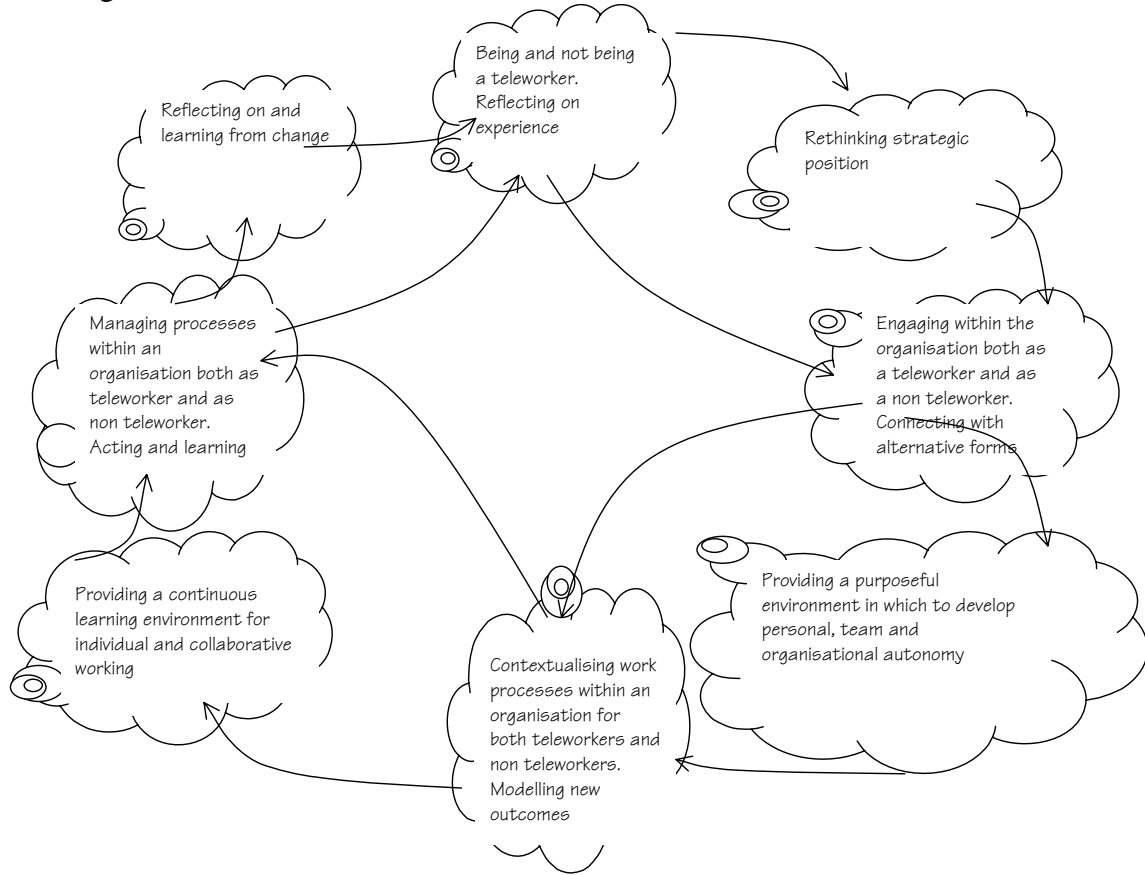 Being and not being
a teleworker.
Reflecting on
experience
Reflecting on and
learning from change
Rethinking strategic
position
Managing processes
within an
organisation both as
teleworker and as
non teleworker.
Acting and learning
Engaging within the
organisation both as
a teleworker and as
a non teleworker.
Connecting with
alternative forms
Providing a continuous
learning environment for
individual and collaborative
working
Contextualising work
processes within an
organisation for
both teleworkers and
non teleworkers.
Modelling new
outcomes
Providing a purposeful
environment in which to develop
personal, team and
organisational autonomy